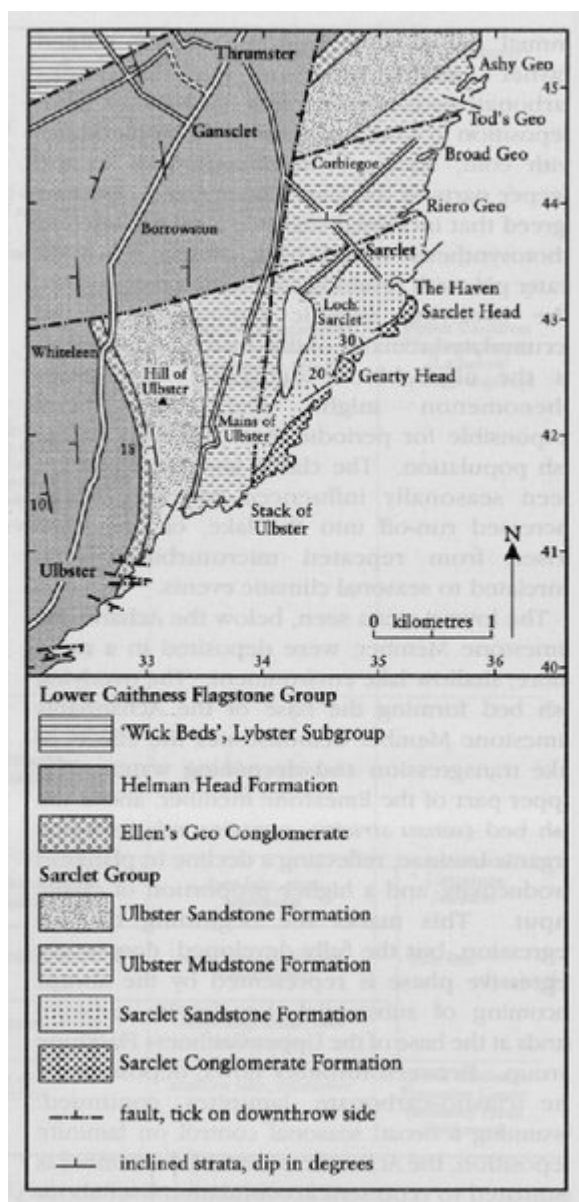 Thrumster
Ashy Geo
45
Tod's Geo
Gansclet
Corbiegoe
Broad Geo
44
Riero Geo
Borrowston
Sarclet
The Haven
Loch Sarclet
Sarclet Head
43
Whiteleen
30
Hill of Ulbster
20
Gearty Head
Mains of Ulbster
42
18
Stack of Ulbster
10
N
41
Ulbster
0 kilometres 1
33 34 35 36 40
Lower Caithness Flagstone Group
'Wick Beds', Lybster Subgroup
Helman Head Formation
Ellen's Geo Conglomerate
Sarclet Group
Ulbster Sandstone Formation
Ulbster Mudstone Formation
Sarclet Sandstone Formation
Sarclet Conglomerate Formation
fault, tick on downthrow side
inclined strata, dip in degrees